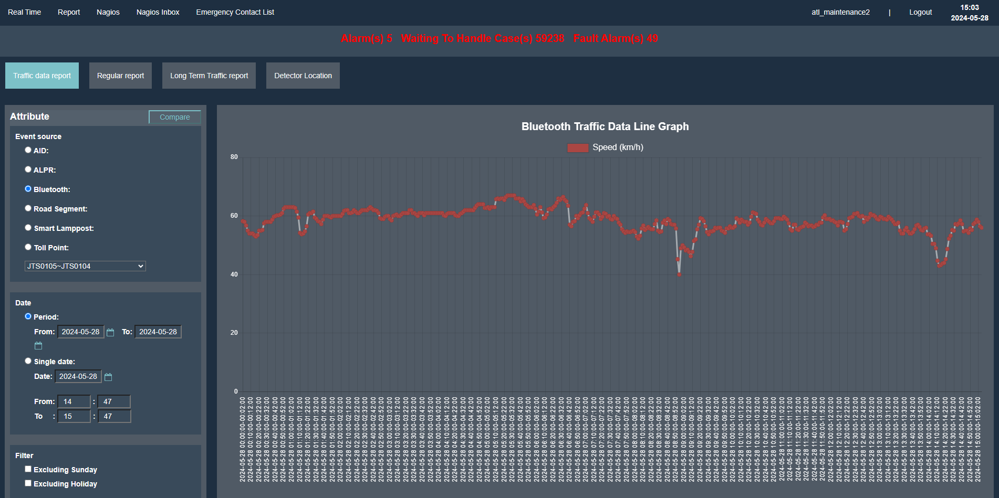 Real Time
Report
Nagios
Nagios Inbox
Emergency Contact List
atl_maintenance2
|
Logout
15:03
2024-05-28
Alarm(s) 5 Waiting To Handle Case(s) 59238 Fault Alarm(s) 49
Traffic data report
Regular report
Long Term Traffic report
Detector Location
Attribute
Compare
Event source
AID:
ALPR:
Bluetooth:
Road Segment:
Smart Lamppost:
Toll Point:
JTS0105~JTS0104
Date
Period:
From: 2024-05-28 To: 2024-05-28
Single date:
Date: 2024-05-28
From: 14 : 47
To : 15 : 47
Filter
Excluding Sunday
Excluding Holiday
Bluetooth Traffic Data Line Graph
Speed (km/h)
80
60
40
20
0
2024-05-28 00:00:00-00:02:00
2024-05-28 00:10:00-00:12:00
2024-05-28 00:20:00-00:22:00
2024-05-28 00:30:00-00:32:00
2024-05-28 00:40:00-00:42:00
2024-05-28 00:50:00-00:52:00
2024-05-28 01:00:00-01:02:00
2024-05-28 01:10:00-01:12:00
2024-05-28 01:20:00-01:22:00
2024-05-28 01:30:00-01:32:00
2024-05-28 01:40:00-01:42:00
2024-05-28 01:50:00-01:52:00
2024-05-28 02:00:00-02:02:00
2024-05-28 02:10:00-02:12:00
2024-05-28 02:20:00-02:22:00
2024-05-28 02:30:00-02:32:00
2024-05-28 02:40:00-02:42:00
2024-05-28 02:50:00-02:52:00
2024-05-28 03:00:00-03:02:00
2024-05-28 03:10:00-03:12:00
2024-05-28 03:20:00-03:22:00
2024-05-28 03:30:00-03:32:00
2024-05-28 03:40:00-03:42:00
2024-05-28 03:50:00-03:52:00
2024-05-28 04:00:00-04:02:00
2024-05-28 04:10:00-04:12:00
2024-05-28 04:20:00-04:22:00
2024-05-28 04:30:00-04:32:00
2024-05-28 04:40:00-04:42:00
2024-05-28 04:50:00-04:52:00
2024-05-28 05:00:00-05:02:00
2024-05-28 05:10:00-05:12:00
2024-05-28 05:20:00-05:22:00
2024-05-28 05:30:00-05:32:00
2024-05-28 05:40:00-05:42:00
2024-05-28 05:50:00-05:52:00
2024-05-28 06:00:00-06:02:00
2024-05-28 06:10:00-06:12:00
2024-05-28 06:20:00-06:22:00
2024-05-28 06:30:00-06:32:00
2024-05-28 06:40:00-06:42:00
2024-05-28 06:50:00-06:52:00
2024-05-28 07:00:00-07:02:00
2024-05-28 07:10:00-07:12:00
2024-05-28 07:20:00-07:22:00
2024-05-28 07:30:00-07:32:00
2024-05-28 07:40:00-07:42:00
2024-05-28 07:50:00-07:52:00
2024-05-28 08:00:00-08:02:00
2024-05-28 08:10:00-08:12:00
2024-05-28 08:20:00-08:22:00
2024-05-28 08:30:00-08:32:00
2024-05-28 08:40:00-08:42:00
2024-05-28 08:50:00-08:52:00
2024-05-28 09:00:00-09:02:00
2024-05-28 09:10:00-09:12:00
2024-05-28 09:20:00-09:22:00
2024-05-28 09:30:00-09:32:00
2024-05-28 09:40:00-09:42:00
2024-05-28 09:50:00-09:52:00
2024-05-28 10:00:00-10:02:00
2024-05-28 10:10:00-10:12:00
2024-05-28 10:20:00-10:22:00
2024-05-28 10:30:00-10:32:00
2024-05-28 10:40:00-10:42:00
2024-05-28 10:50:00-10:52:00
2024-05-28 11:00:00-11:02:00
2024-05-28 11:10:00-11:12:00
2024-05-28 11:20:00-11:22:00
2024-05-28 11:30:00-11:32:00
2024-05-28 11:40:00-11:42:00
2024-05-28 11:50:00-11:52:00
2024-05-28 12:00:00-12:02:00
2024-05-28 12:10:00-12:12:00
2024-05-28 12:20:00-12:22:00
2024-05-28 12:30:00-12:32:00
2024-05-28 12:40:00-12:42:00
2024-05-28 12:50:00-12:52:00
2024-05-28 13:00:00-13:02:00
2024-05-28 13:10:00-13:12:00
2024-05-28 13:20:00-13:22:00
2024-05-28 13:30:00-13:32:00
2024-05-28 13:40:00-13:42:00
2024-05-28 13:50:00-13:52:00
2024-05-28 14:00:00-14:02:00
2024-05-28 14:10:00-14:12:00
2024-05-28 14:20:00-14:22:00
2024-05-28 14:30:00-14:32:00
2024-05-28 14:40:00-14:42:00
2024-05-28 14:50:00-14:52:00
2024-05-28 15:00:00-15:02:00